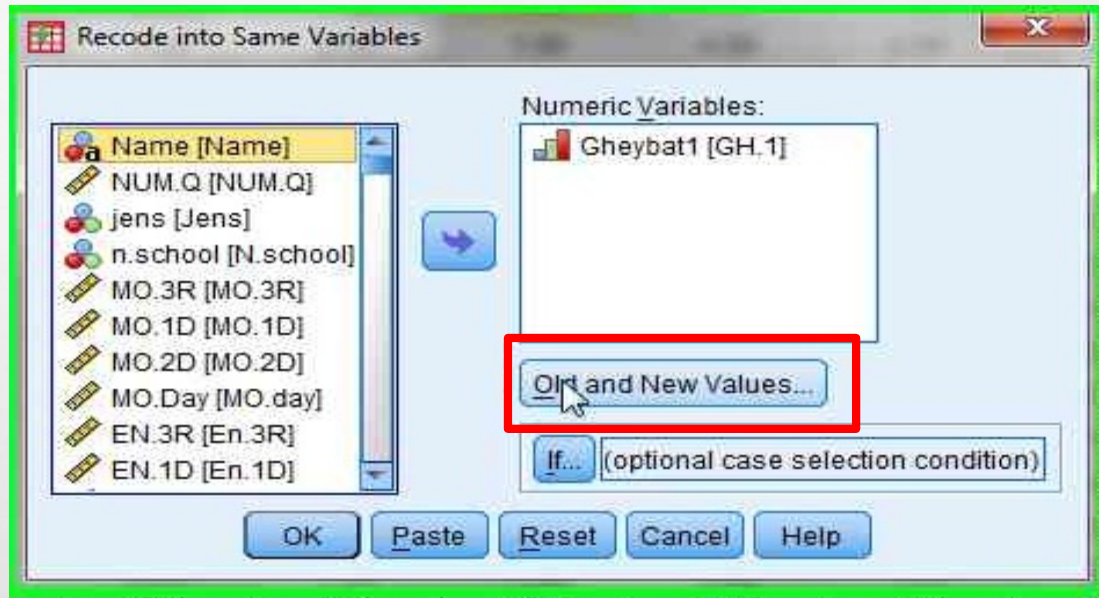 Recode into Same Variables
Name [Name]
NUM.Q [NUM.Q]
jens [Jens]
n.school [N.school]
MO.3R [MO.3R]
MO.1D [MO.1D]
MO.2D [MO.2D]
MO.Day [MO.day]
EN.3R [En.3R]
EN.1D [En.1D]
Numeric Variables:
Gheybat1 [GH.1]
Old and New Values...
If... (optional case selection condition)
OK Paste Reset Cancel Help